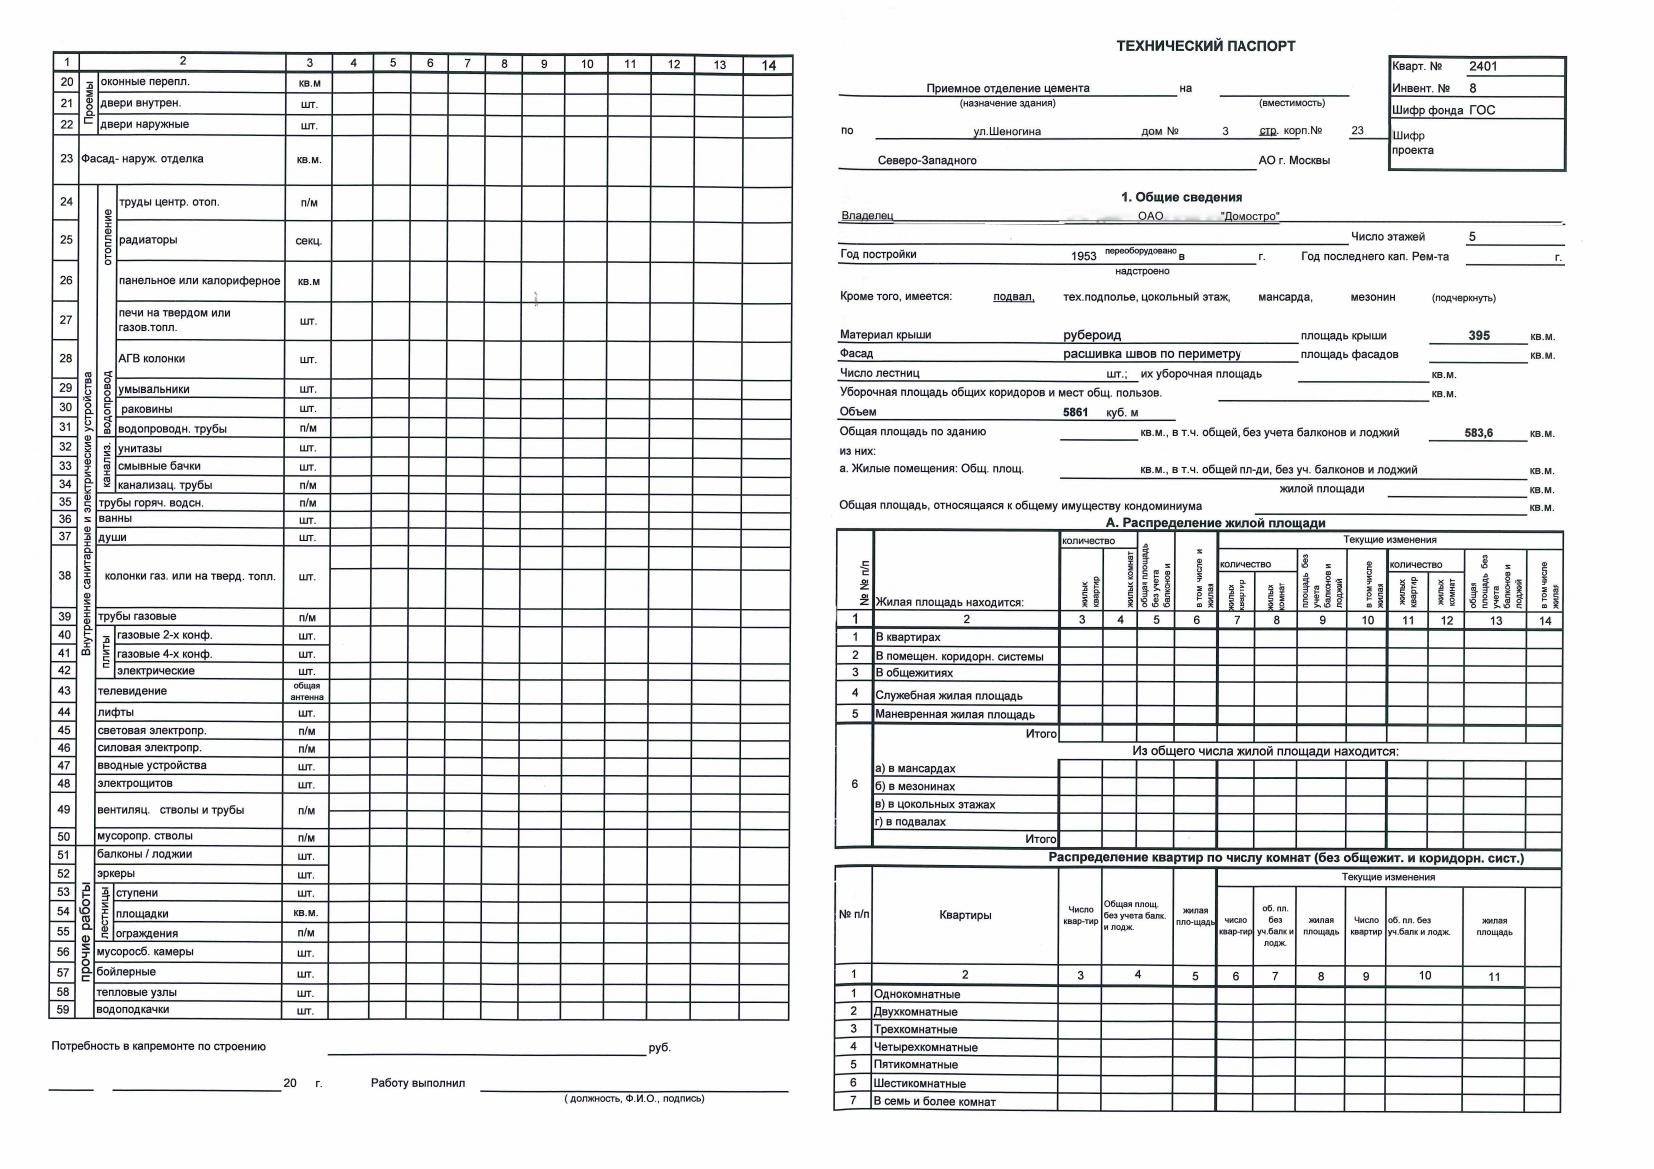 1 2 3 4 5 6 7 8 9 10 11 12 13 14
Проемы
20 оконные перепл. кв.м
21 двери внутрен. шт.
22 двери наружные шт.
23 Фасад- наруж. отделка кв.м.
Внутренние санитарные и электрические устройства
отопление
24 труды центр. отоп. п/м
25 радиаторы секц.
26 панельное или калориферное кв.м
27 печи на твердом или
газов.топл. шт.
28 АГВ колонки шт.
водопровод
29 умывальники шт.
30 раковины шт.
31 водопроводн. трубы п/м
канализ.
32 унитазы шт.
33 смывные бачки шт.
34 канализац. трубы п/м
35 трубы горяч. водсн. п/м
36 ванны шт.
37 души шт.
38 колонки газ. или на тверд. топл. шт.
39 трубы газовые п/м
плиты
40 газовые 2-х конф. шт.
41 газовые 4-х конф. шт.
42 электрические шт.
43 телевидение общая
антенна
44 лифты шт.
45 световая электропр. п/м
46 силовая электропр. п/м
47 вводные устройства шт.
48 электрощитов шт.
49 вентиляц. стволы и трубы п/м
50 мусоропр. стволы п/м
прочие работы
51 балконы / лоджии шт.
52 эркеры шт.
лестницы
53 ступени шт.
54 площадки кв.м.
55 ограждения п/м
56 мусоросб. камеры шт.
57 бойлерные шт.
58 тепловые узлы шт.
59 водоподкачки шт.
Потребность в капремонте по строению руб.
20 г. Работу выполнил
( должность, Ф.И.О., подпись)
ТЕХНИЧЕСКИЙ ПАСПОРТ
Кварт. № 2401
Инвент. № 8
Шифр фонда ГОС
Шифр
проекта
Приемное отделение цемента на
(назначение здания) (вместимость)
по ул.Шеногина дом № 3 стр. корп.№ 23
Северо-Западного АО г. Москвы
1. Общие сведения
Владелец ОАО "Домостро"
Число этажей 5
Год постройки 1953 переоборудовано в г. Год последнего кап. Рем-та г.
надстроено
Кроме того, имеется: подвал, тех.подполье, цокольный этаж, мансарда, мезонин (подчеркнуть)
Материал крыши рубероид площадь крыши 395 кв.м.
Фасад расшивка швов по периметру площадь фасадов кв.м.
Число лестниц шт.; их уборочная площадь кв.м.
Уборочная площадь общих коридоров и мест общ. пользов. кв.м.
Объем 5861 куб. м
Общая площадь по зданию кв.м., в т.ч. общей, без учета балконов и лоджий 583,6 кв.м.
из них:
а. Жилые помещения: Общ. площ. кв.м., в т.ч. общей пл-ди, без уч. балконов и лоджий кв.м.
жилой площади кв.м.
Общая площадь, относящаяся к общему имуществу кондоминиума кв.м.
А. Распределение жилой площади
количество Текущие изменения
количество количество
№ № п/п Жилая площадь находится: жилых квартир жилых комнат общая площадь без учета балконов и в том числе и жилая жилых квартир жилых комнат площадь без учета балконов и лоджий в том числе жилая жилых квартир жилых комнат общая площадь без учета балконов и лоджий в том числе жилая
1 2 3 4 5 6 7 8 9 10 11 12 13 14
1 В квартирах
2 В помещен. коридорн. системы
3 В общежитиях
4 Служебная жилая площадь
5 Маневренная жилая площадь
Итого
Из общего числа жилой площади находится:
6
а) в мансардах
б) в мезонинах
в) в цокольных этажах
г) в подвалах
Итого
Распределение квартир по числу комнат (без общежит. и коридорн. сист.)
Текущие изменения
№ п/п Квартиры Число квар-тир Общая площ. без учета балк. и лодж. жилая пло-щадь число квар-тир об. пл. без уч.балк и лодж. жилая площадь Число квартир об. пл. без уч.балк и лодж. жилая площадь
1 2 3 4 5 6 7 8 9 10 11
1 Однокомнатные
2 Двухкомнатные
3 Трехкомнатные
4 Четырехкомнатные
5 Пятикомнатные
6 Шестикомнатные
7 В семь и более комнат